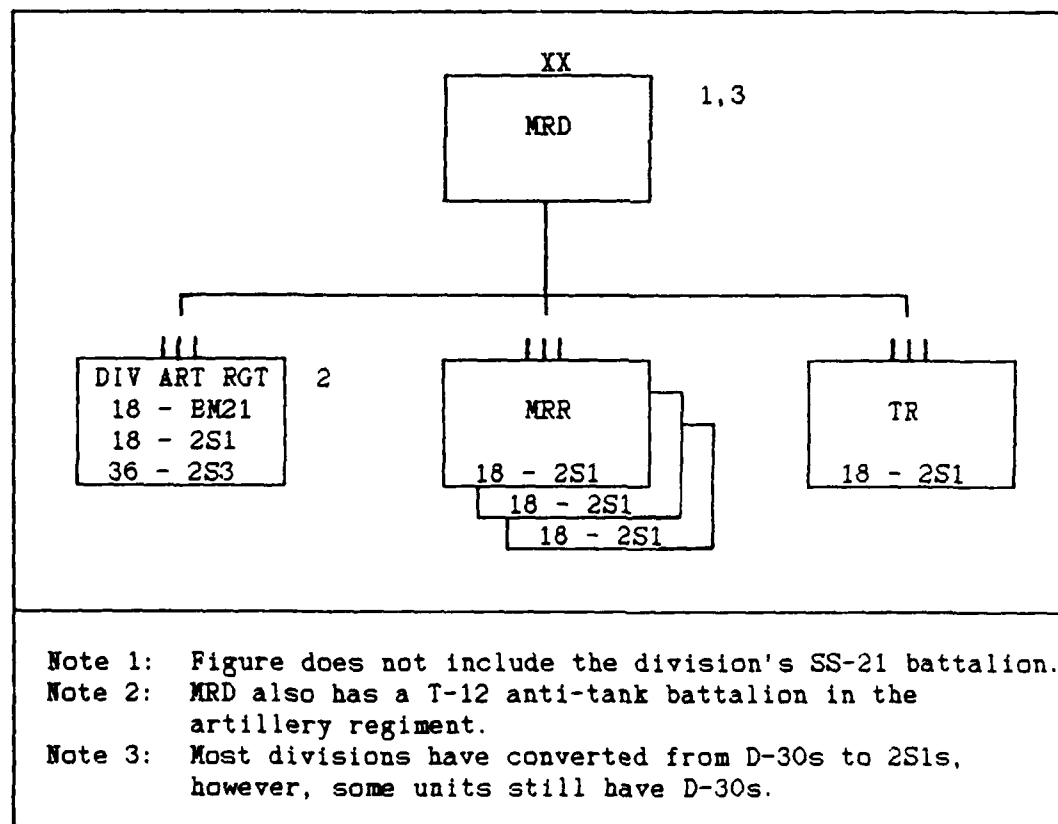 XX
1,3
MRD
DIV ART RGT 2
18 - BM21
18 - 2S1
36 - 2S3
MRR
18 - 2S1
18 - 2S1
18 - 2S1
TR
18 - 2S1
Note 1: Figure does not include the division's SS-21 battalion.
Note 2: MRD also has a T-12 anti-tank battalion in the
artillery regiment.
Note 3: Most divisions have converted from D-30s to 2S1s,
however, some units still have D-30s.